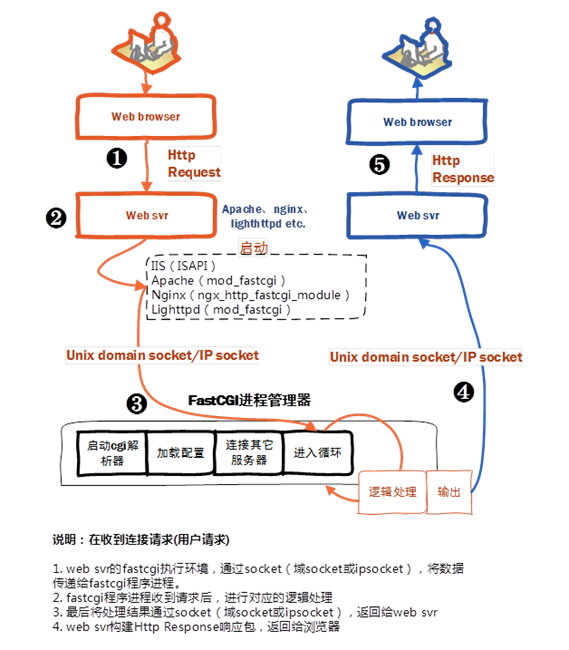 Web browser
Web browser
❶
Http
Request
❺
Http
Response
❷
Web svr
Apache、nginx、
lighthttpd etc.
Web svr
启动
IIS（ISAPI）
Apache（mod_fastcgi）
Nginx（ngx_http_fastcgi_module）
Lighttpd（mod_fastcgi）
Unix domain socket/IP socket
Unix domain socket/IP socket
❸
FastCGI进程管理器
❹
启动cgi解
析器
加载配置
连接其它
服务器
进入循环
逻辑处理
输出
说明：在收到连接请求(用户请求)
1. web svr的fastcgi执行环境，通过socket（域socket或ipsocket），将数据
传递给fastcgi程序进程。
2. fastcgi程序进程收到请求后，进行对应的逻辑处理
3. 最后将处理结果通过socket（域socket或ipsocket），返回给web svr
4. web svr构建Http Response响应包，返回给浏览器